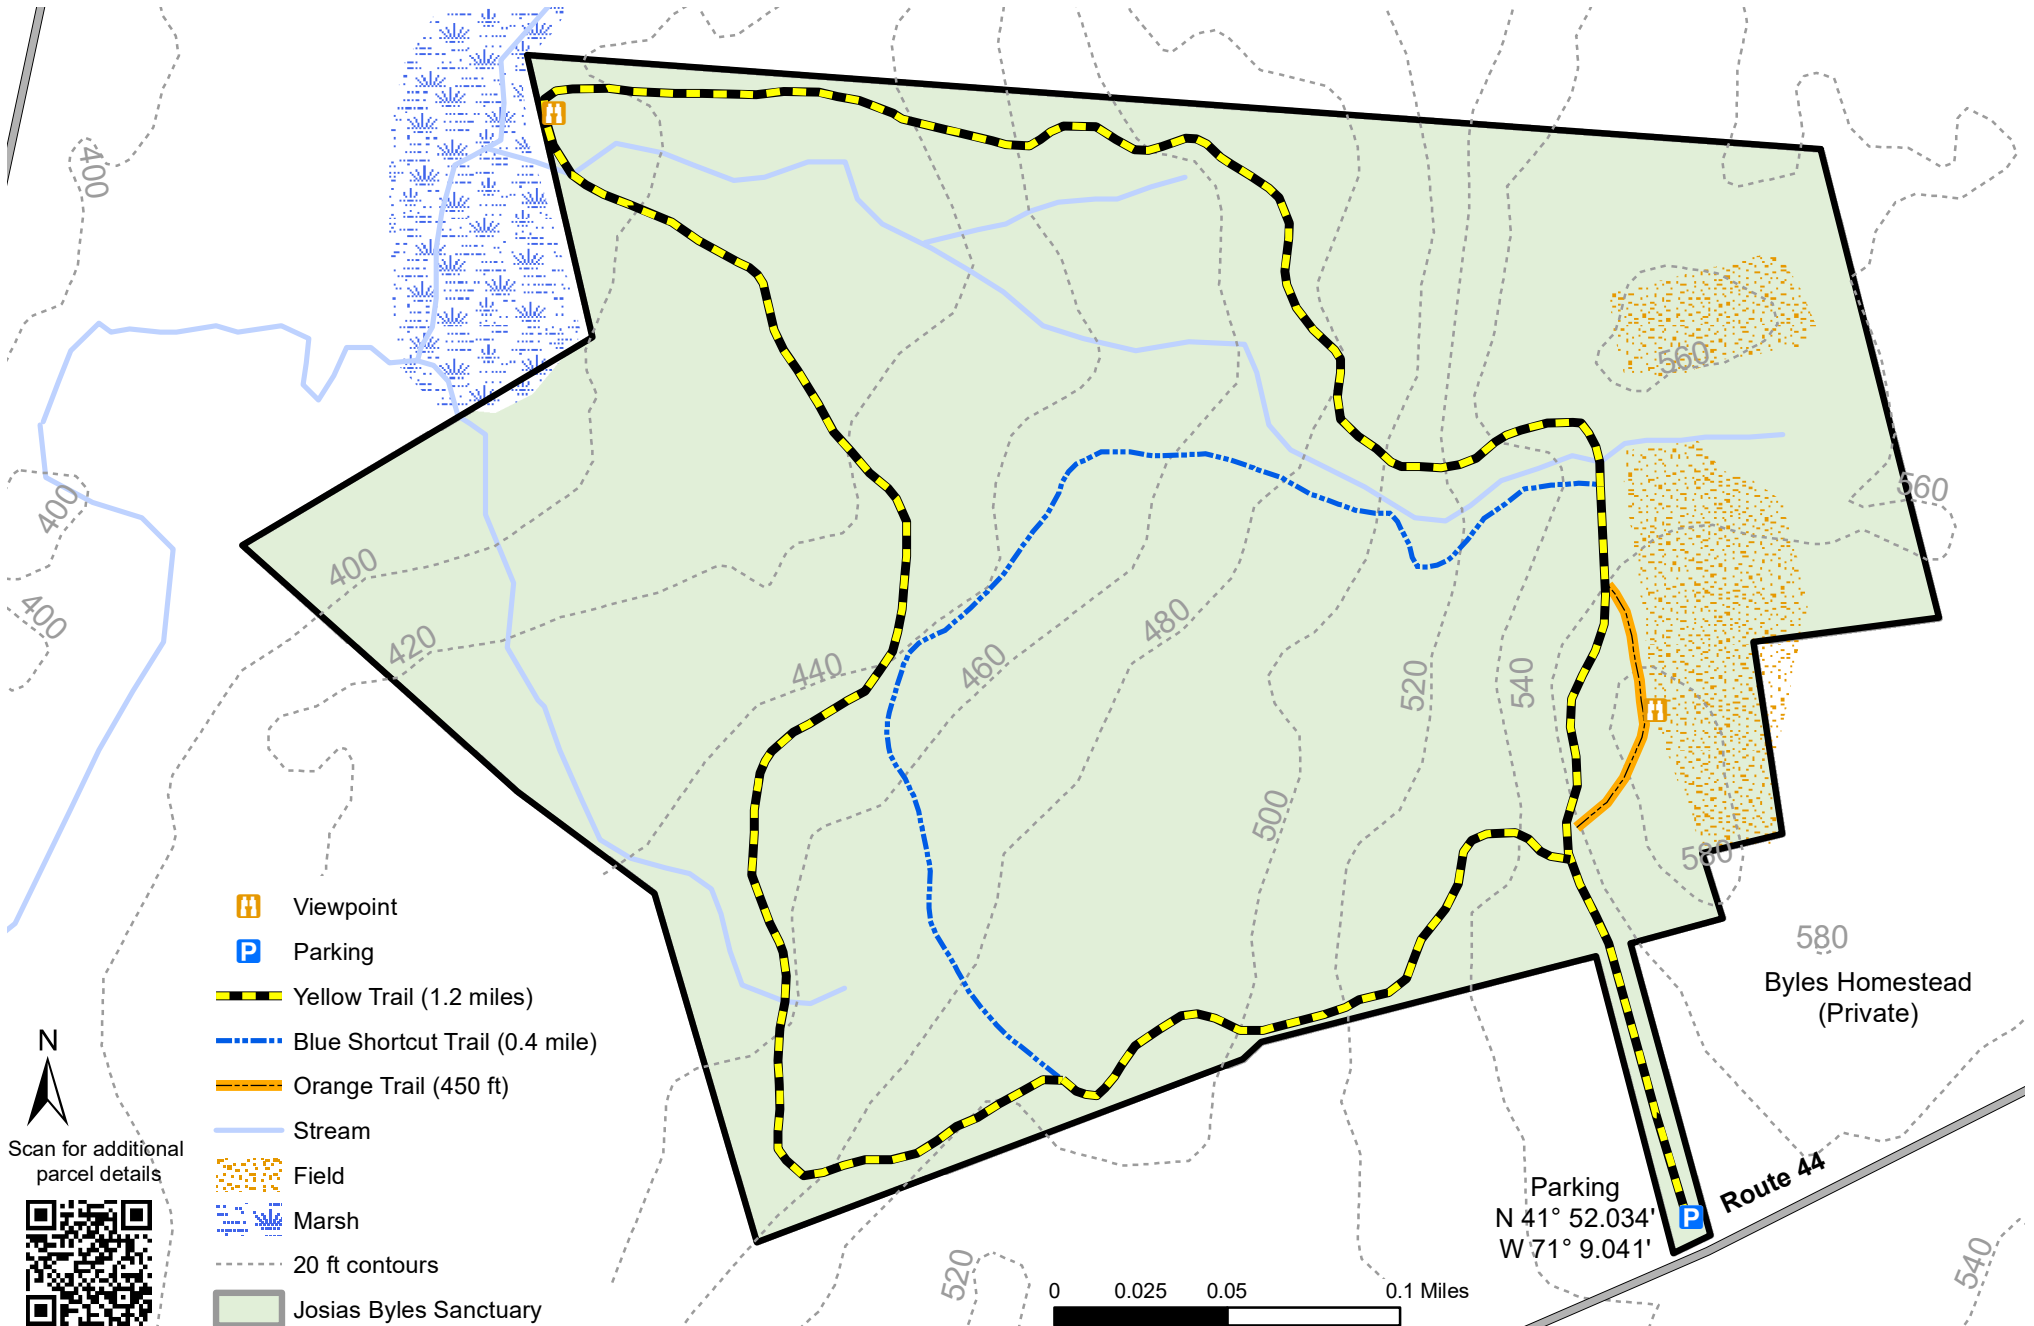 400
560
560
400
400
400
420
440
460
480
500
520
540
580
580
Byles Homestead
(Private)
Viewpoint
P
Parking
Yellow Trail (1.2 miles)
Blue Shortcut Trail (0.4 mile)
Orange Trail (450 ft)
Stream
Field
Marsh
20 ft contours
Josias Byles Sanctuary
N
Scan for additional
parcel details
Parking
N 41° 52.034'
W 71° 9.041'
P
Route 44
520
540
0 0.025 0.05 0.1 Miles